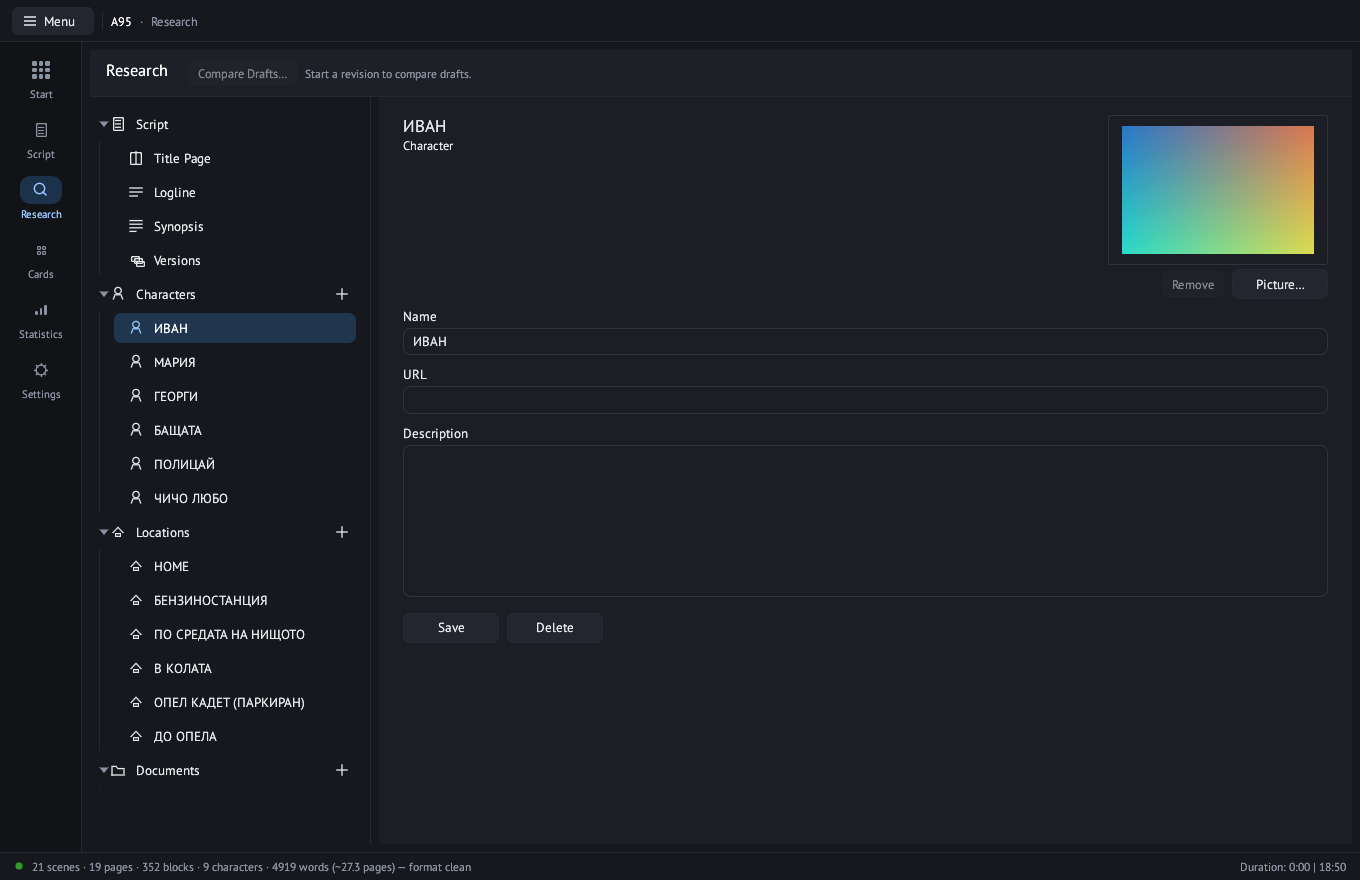 Menu
A95 · Research
Start
Script
Research
Cards
Statistics
Settings
Research
Compare Drafts...
Start a revision to compare drafts.
Script
Title Page
Logline
Synopsis
Versions
Characters
ИВАН
МАРИЯ
ГЕОРГИ
БАЩАТА
ПОЛИЦАЙ
ЧИЧО ЛЮБО
Locations
HOME
БЕНЗИНОСТАНЦИЯ
ПО СРЕДАТА НА НИЩОТО
В КОЛАТА
ОПЕЛ КАДЕТ (ПАРКИРАН)
ДО ОПЕЛА
Documents
ИВАН
Character
Remove
Picture...
Name
ИВАН
URL
Description
Save
Delete
21 scenes · 19 pages · 352 blocks · 9 characters · 4919 words (~27.3 pages) — format clean
Duration: 0:00 | 18:50